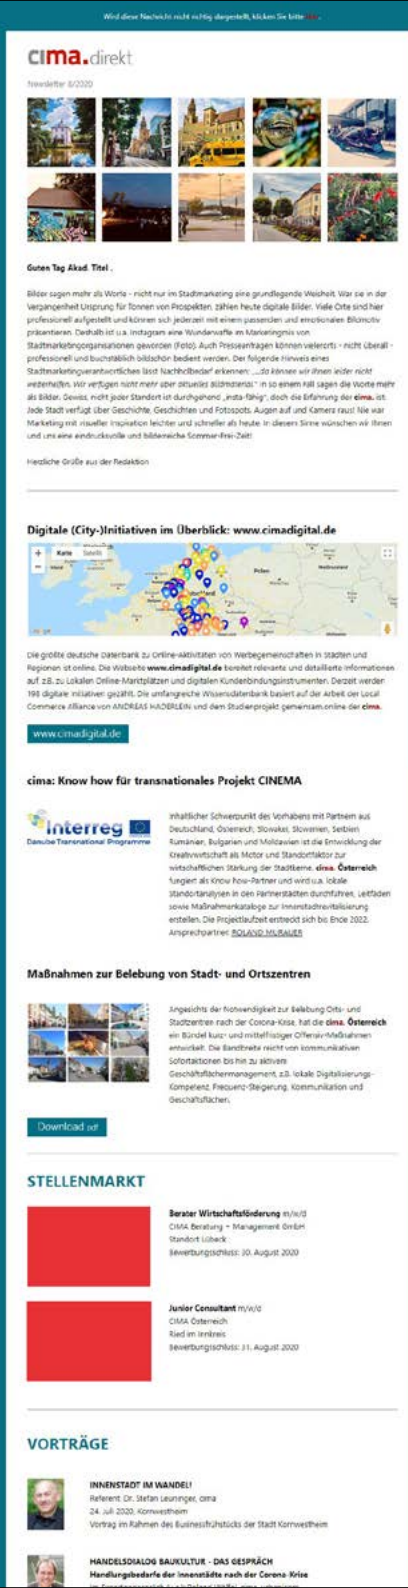 Wird diese Nachricht nicht richtig dargestellt, klicken Sie bitte
cima.direkt
Newsletter 8/2020
Guten Tag Akad. Titel .
Bilder sagen mehr als Worte - nicht nur im Stadtmarketing eine grundlegende Weisheit. War sie in der
Vergangenheit Ursprung für Tonnen von Prospekten, zählen heute digitale Bilder. Viele Orte sind hier
professionell aufgestellt und können sich jederzeit mit einem passenden und emotionalen Bildmotiv
präsentieren. Deshalb ist u.a. Instagram eine Wunderwaffe im Marketingmix von
Stadtmarketingorganisationen geworden (Foto). Auch Presseanfragen können vielerorts - nicht überall -
professionell und buchstäblich bildschön bedient werden. Der folgende Hinweis eines
Stadtmarketingverantwortlichen lässt Nachholbedarf erkennen: „...da können wir Ihnen leider nicht
weiterhelfen. Wir verfügen nicht mehr über aktuelles Bildmaterial." In so einem Fall sagen die Worte mehr
als Bilder. Gewiss, nicht jeder Standort ist durchgehend „insta-fähig", doch die Erfahrung der cima. ist:
Jede Stadt verfügt über Geschichte, Geschichten und Fotospots. Augen auf und Kamera raus! Nie war
Marketing mit visueller Inspiration leichter und schneller als heute. In diesem Sinne wünschen wir Ihnen
und uns eine eindrucksvolle und bilderreiche Sommer-Frei-Zeit!
Herzliche Grüße aus der Redaktion
Digitale (City-)Initiativen im Überblick: www.cimadigital.de
Karte Satellit
Polen
Die größte deutsche Datenbank zu Online-Aktivitäten von Werbegemeinschaften in Städten und
Regionen ist online. Die Webseite www.cimadigital.de bereitet relevante und detaillierte Informationen
auf z.B. zu Lokalen Online-Marktplätzen und digitalen Kundenbindungsinstrumenten. Derzeit werden
198 digitale Initiativen gezählt. Die umfangreiche Wissensdatenbank basiert auf der Arbeit der Local
Commerce Alliance von ANDREAS HADERLEIN und dem Studienprojekt gemeinsam.online der cima.
www.cimadigital.de
cima: Know how für transnationales Projekt CINEMA
Interreg
Danube Transnational Programme
Inhaltlicher Schwerpunkt des Vorhabens mit Partnern aus
Deutschland, Österreich, Slowakei, Slowenien, Serbien
Rumänien, Bulgarien und Moldawien ist die Entwicklung der
Kreativwirtschaft als Motor und Standortfaktor zur
wirtschaftlichen Stärkung der Stadtkerne. cima. Österreich
fungiert als Know how-Partner und wird u.a. lokale
Standortanalysen in den Partnerstädten durchführen, Leitfäden
sowie Maßnahmenkataloge zur Innenstadtrevitalisierung
erstellen. Die Projektlaufzeit erstreckt sich bis Ende 2022.
Ansprechpartner: ROLAND MURAUER
Maßnahmen zur Belebung von Stadt- und Ortszentren
Angesichts der Notwendigkeit zur Belebung Orts- und
Stadtzentren nach der Corona-Krise, hat die cima. Österreich
ein Bündel kurz- und mittelfristiger Offensiv-Maßnahmen
entwickelt. Die Bandbreite reicht von kommunikativen
Sofortaktionen bis hin zu aktivem
Geschäftsflächenmanagement, z.B. lokale Digitalisierungs-
Kompetenz, Frequenz-Steigerung, Kommunikation und
Geschäftsflächen.
Download pdf
STELLENMARKT
Berater Wirtschaftsförderung m/w/d
CIMA Beratung + Management GmbH
Standort Lübeck
Bewerbungsschluss: 30. August 2020
Junior Consultant m/w/d
CIMA Österreich
Ried im Innkreis
Bewerbungsschluss: 31. August 2020
VORTRÄGE
INNENSTADT IM WANDEL!
Referent: Dr. Stefan Leuninger, cima
24. Juli 2020, Kornwestheim
Vortrag im Rahmen des Businessfrühstücks der Stadt Kornwestheim
HANDELSDIALOG BAUKULTUR - DAS GESPRÄCH
Handlungsbedarfe der Innenstädte nach der Corona-Krise